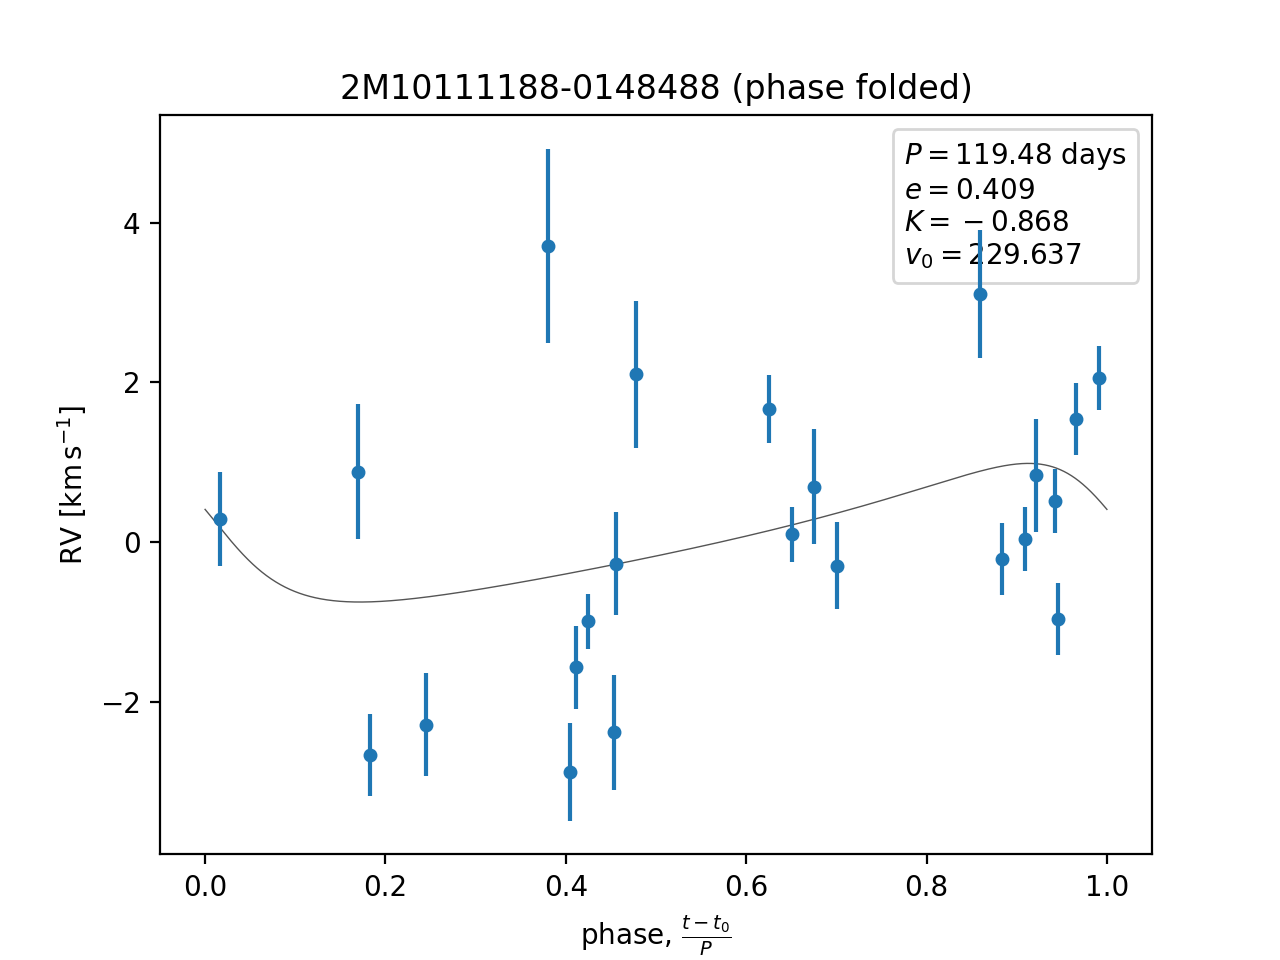 2M10111188-0148488 (phase folded)
P = 119.48 days
e = 0.409
K = −0.868
v₀ = 229.637
4
2
0
−2
RV [km s⁻¹]
0.0 0.2 0.4 0.6 0.8 1.0
phase, (t − t₀)/P